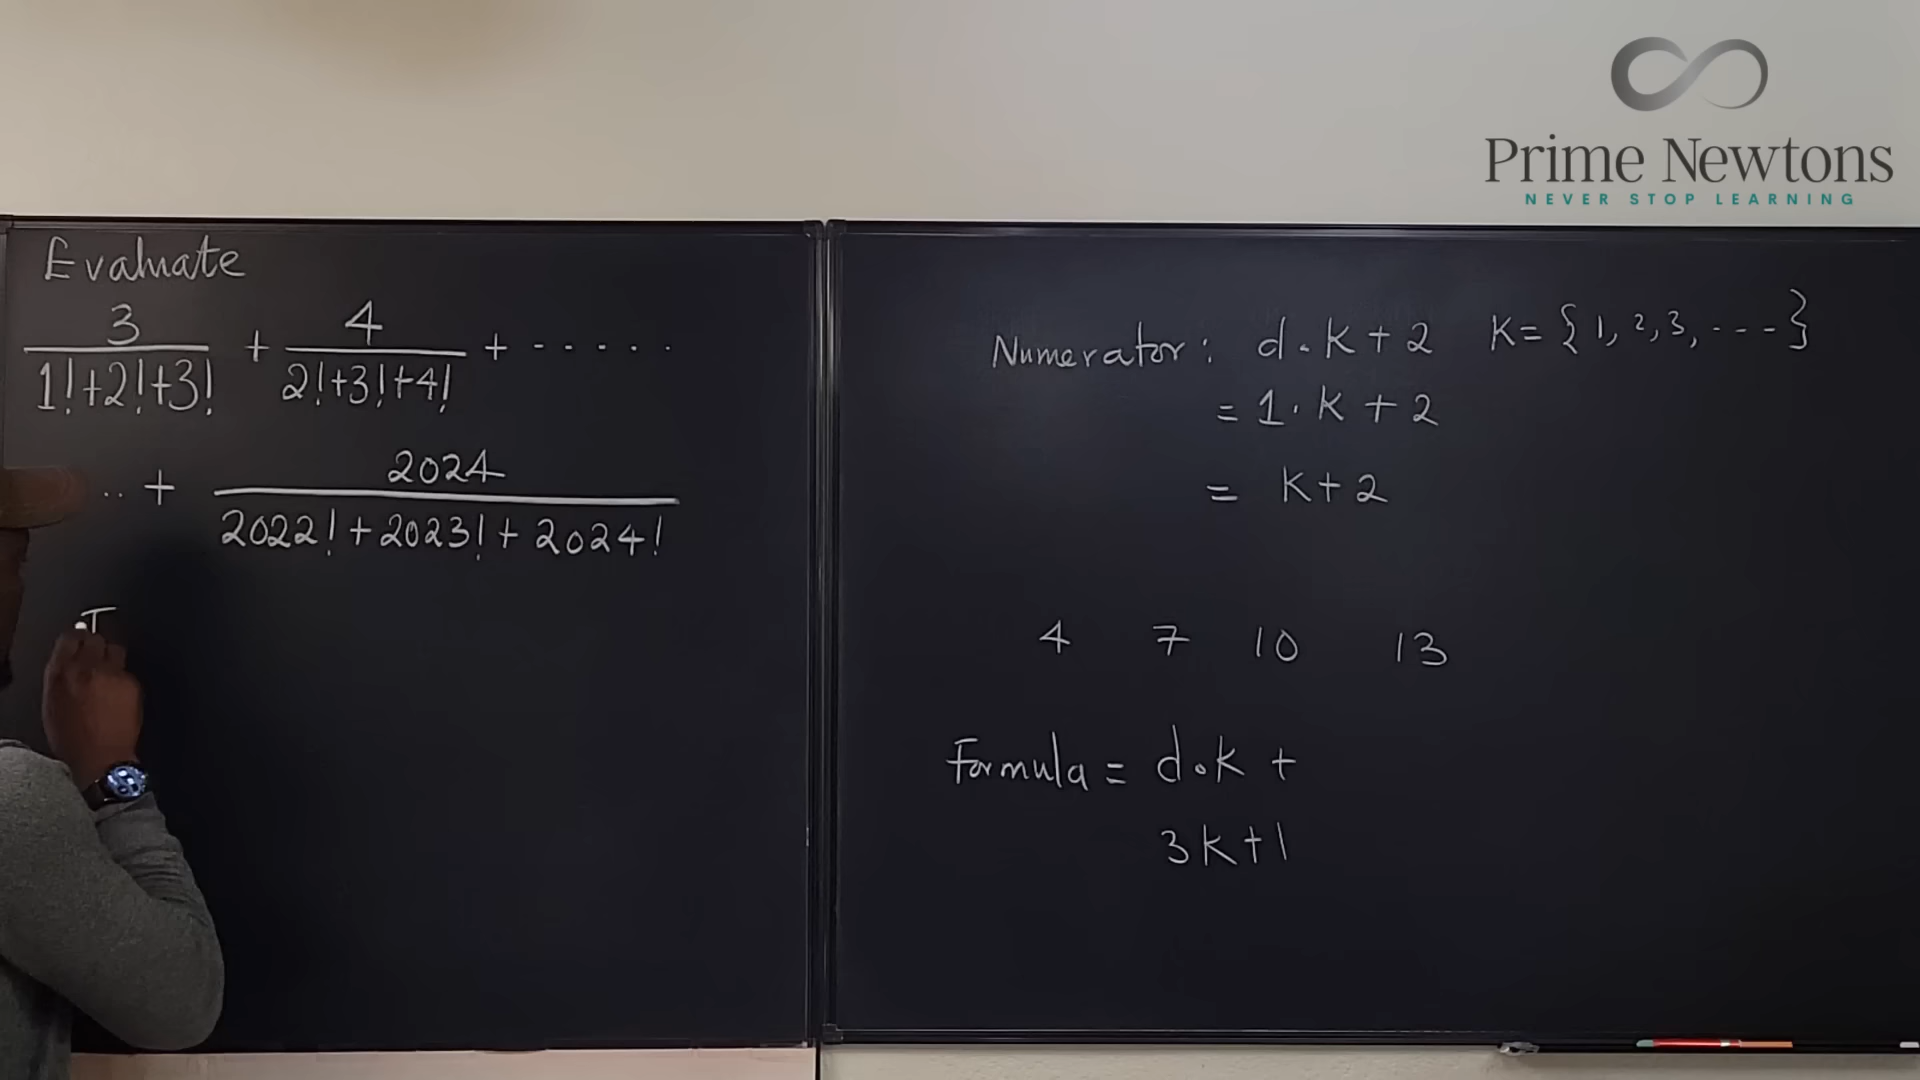 Prime Newtons
NEVER STOP LEARNING
Evaluate
3/(1!+2!+3!) + 4/(2!+3!+4!) + - - - - -
.. + 2024/(2022!+2023!+2024!)
T
Numerator: d.k+2 K={1,2,3,---}
= 1.k+2
= k+2
4 7 10 13
Formula = d.k +
3k+1